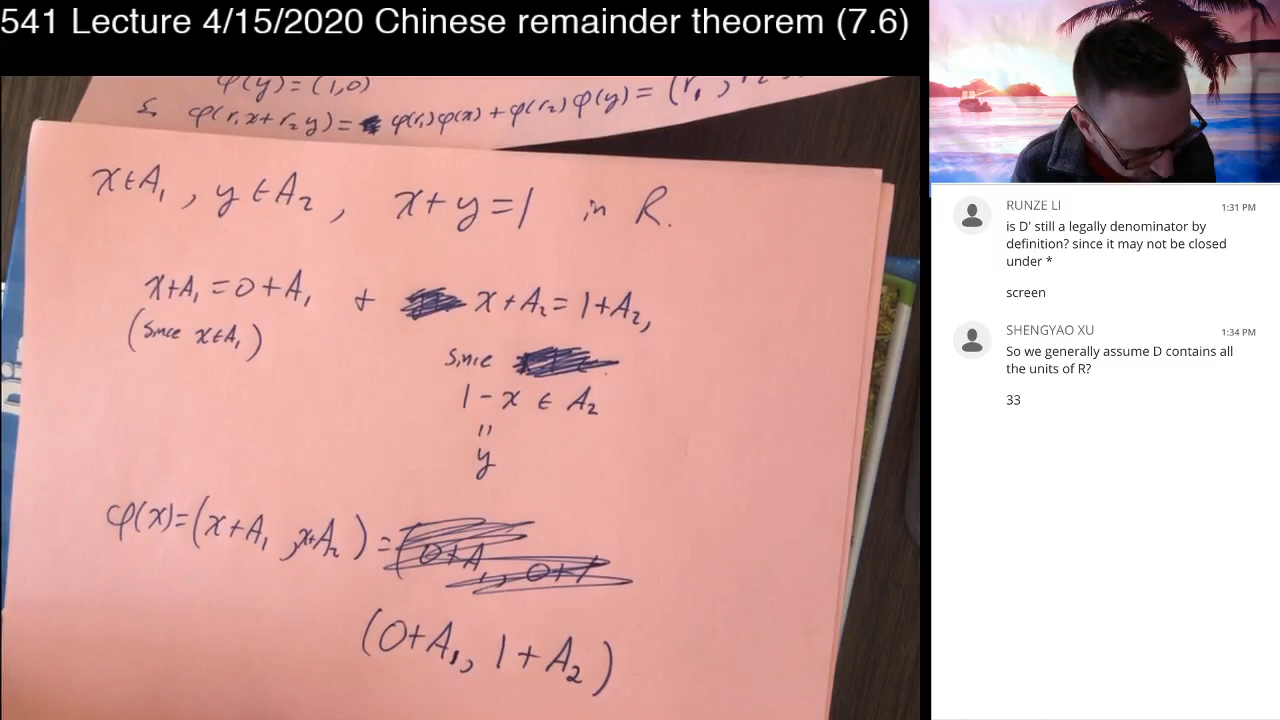 541 Lecture 4/15/2020 Chinese remainder theorem (7.6)
φ(y)=(1,0)
φ(r₁x+r₂y)= φ(r₁)φ(x)+φ(r₂)φ(y)=(r₁, r₂
x∈A₁, y∈A₂, x+y=1 in R.
x+A₁=0+A₁ + x+A₂=1+A₂,
(since x∈A₁)
since
1-x ∈ A₂
"
y
φ(x)=(x+A₁, x+A₂)=
(0+A₁, 1+A₂)
RUNZE LI 1:31 PM
is D' still a legally denominator by
definition? since it may not be closed
under *
screen
SHENGYAO XU 1:34 PM
So we generally assume D contains all
the units of R?
33